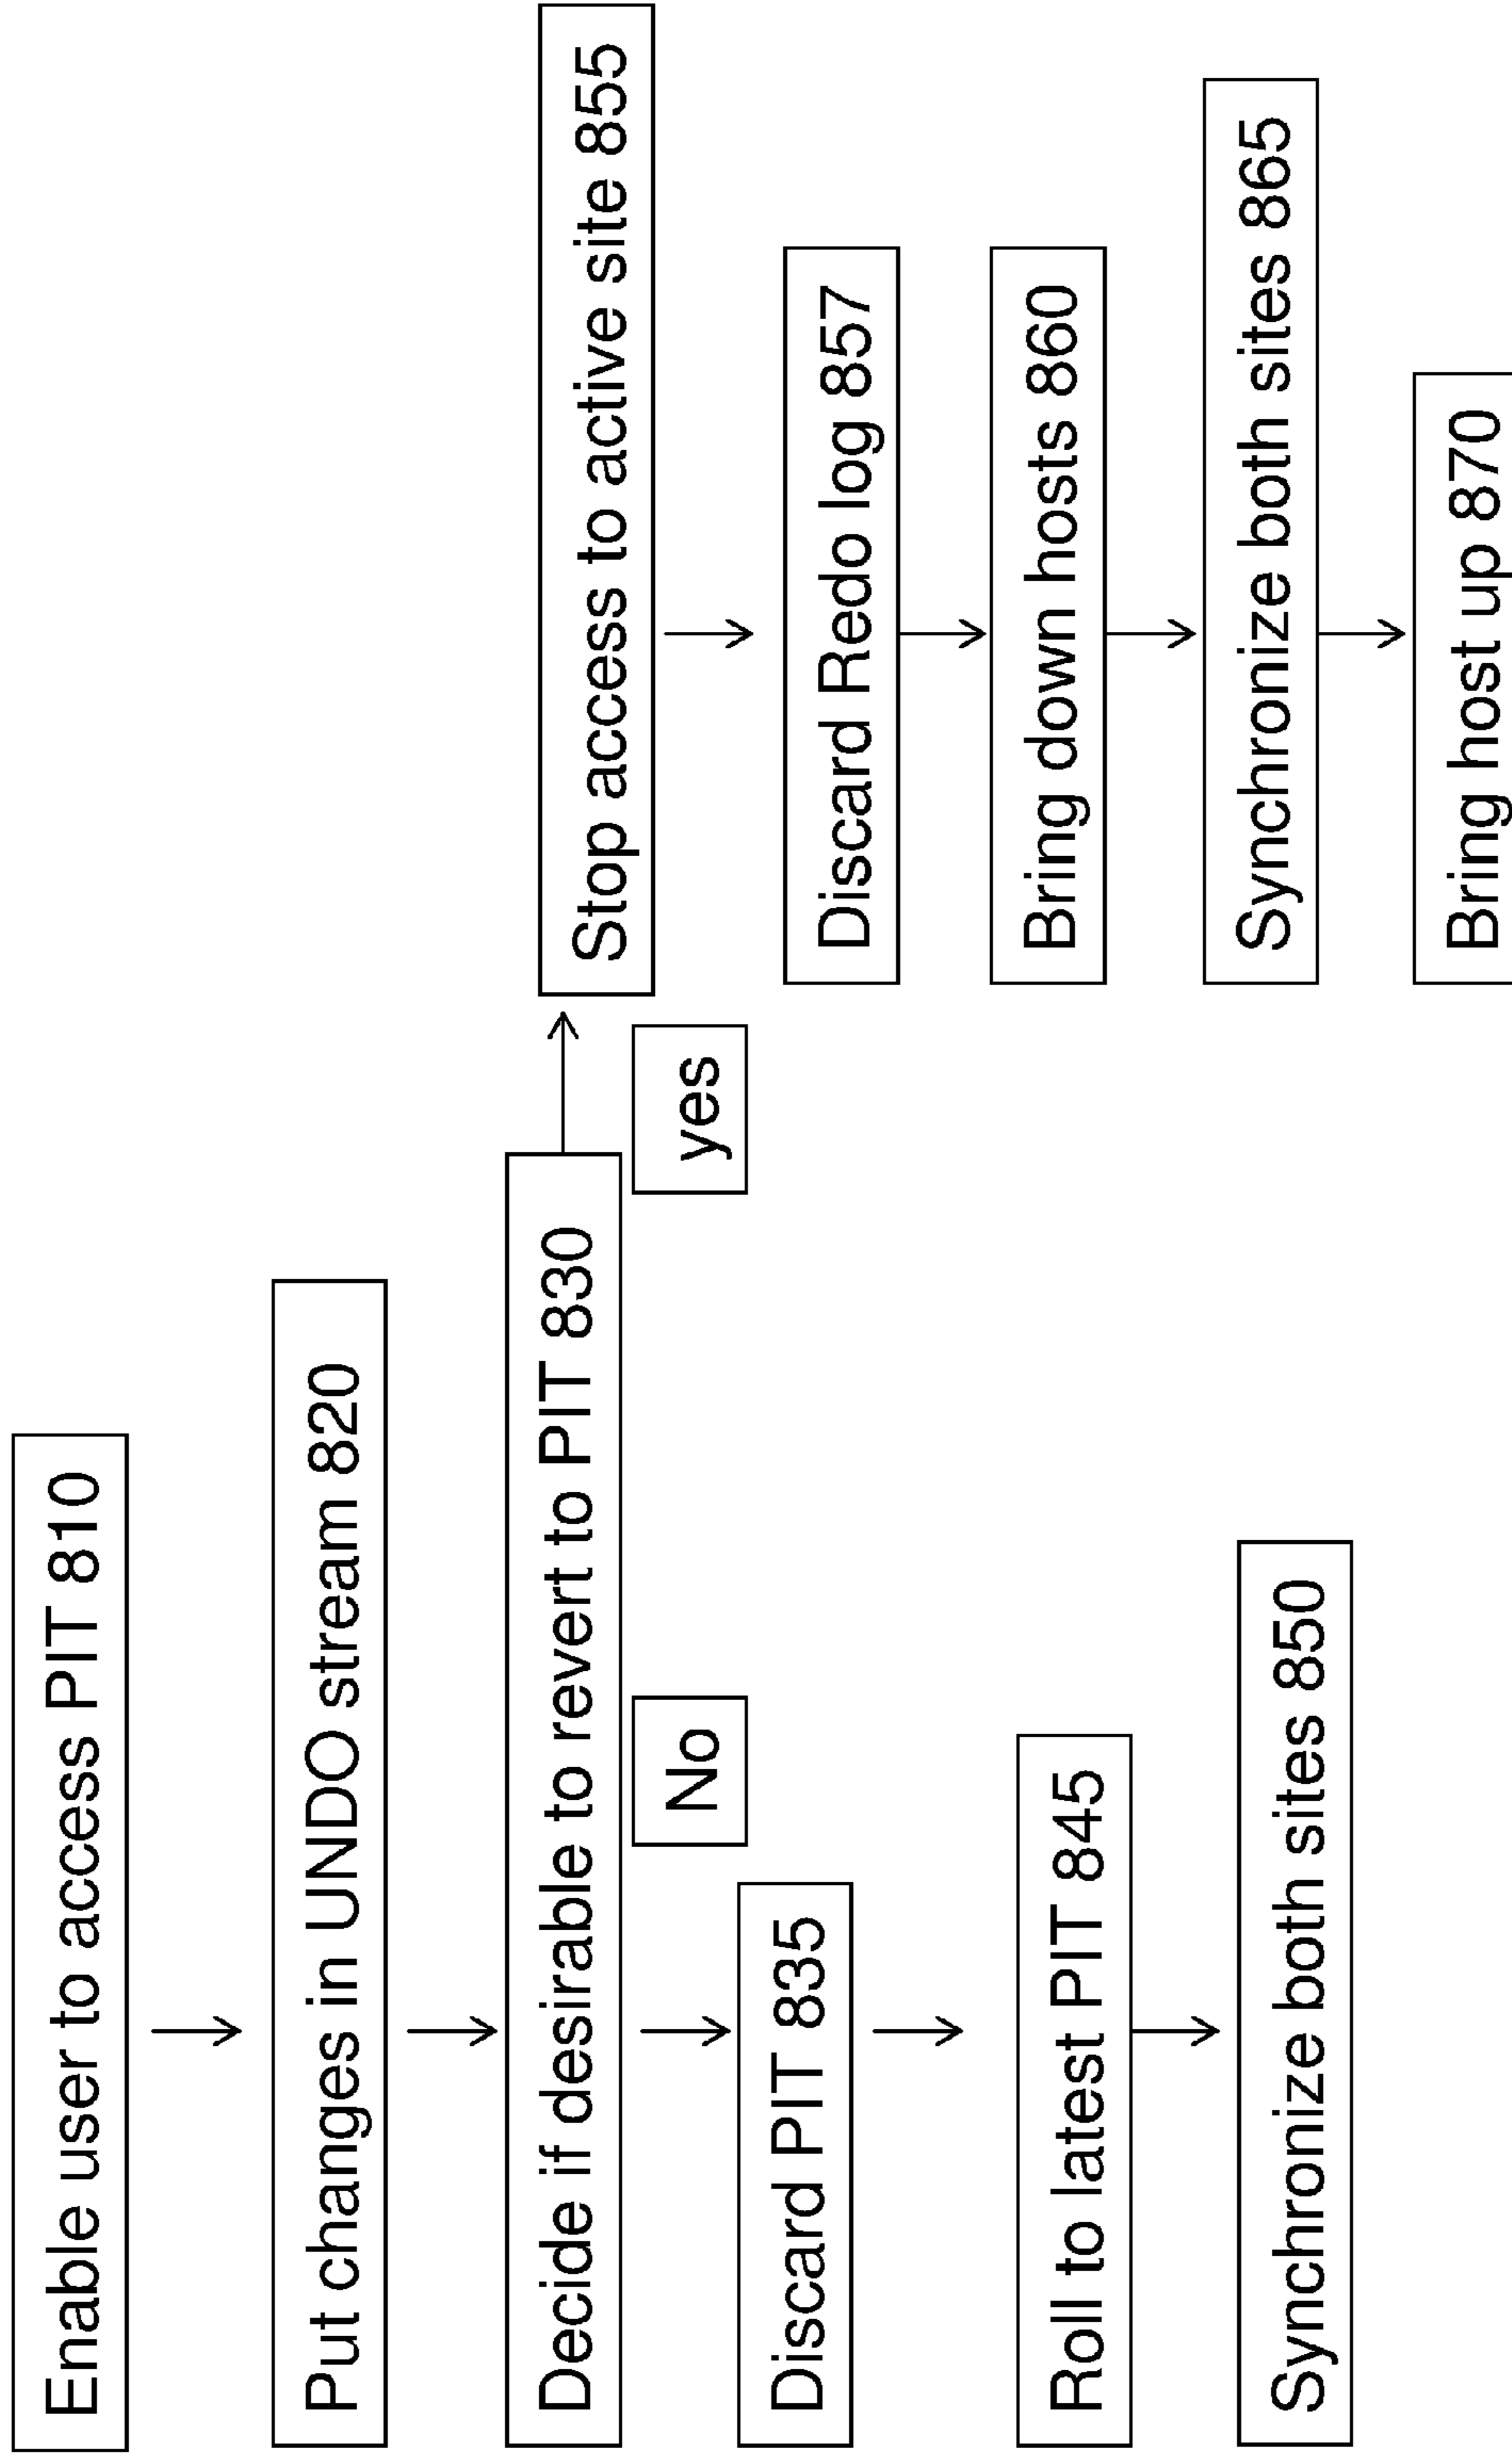 Enable user to access PIT 810
Put changes in UNDO stream 820
Decide if desirable to revert to PIT 830
No
Discard PIT 835
Roll to latest PIT 845
Synchronize both sites 850
yes
Stop access to active site 855
Discard Redo log 857
Bring down hosts 860
Synchronize both sites 865
Bring host up 870